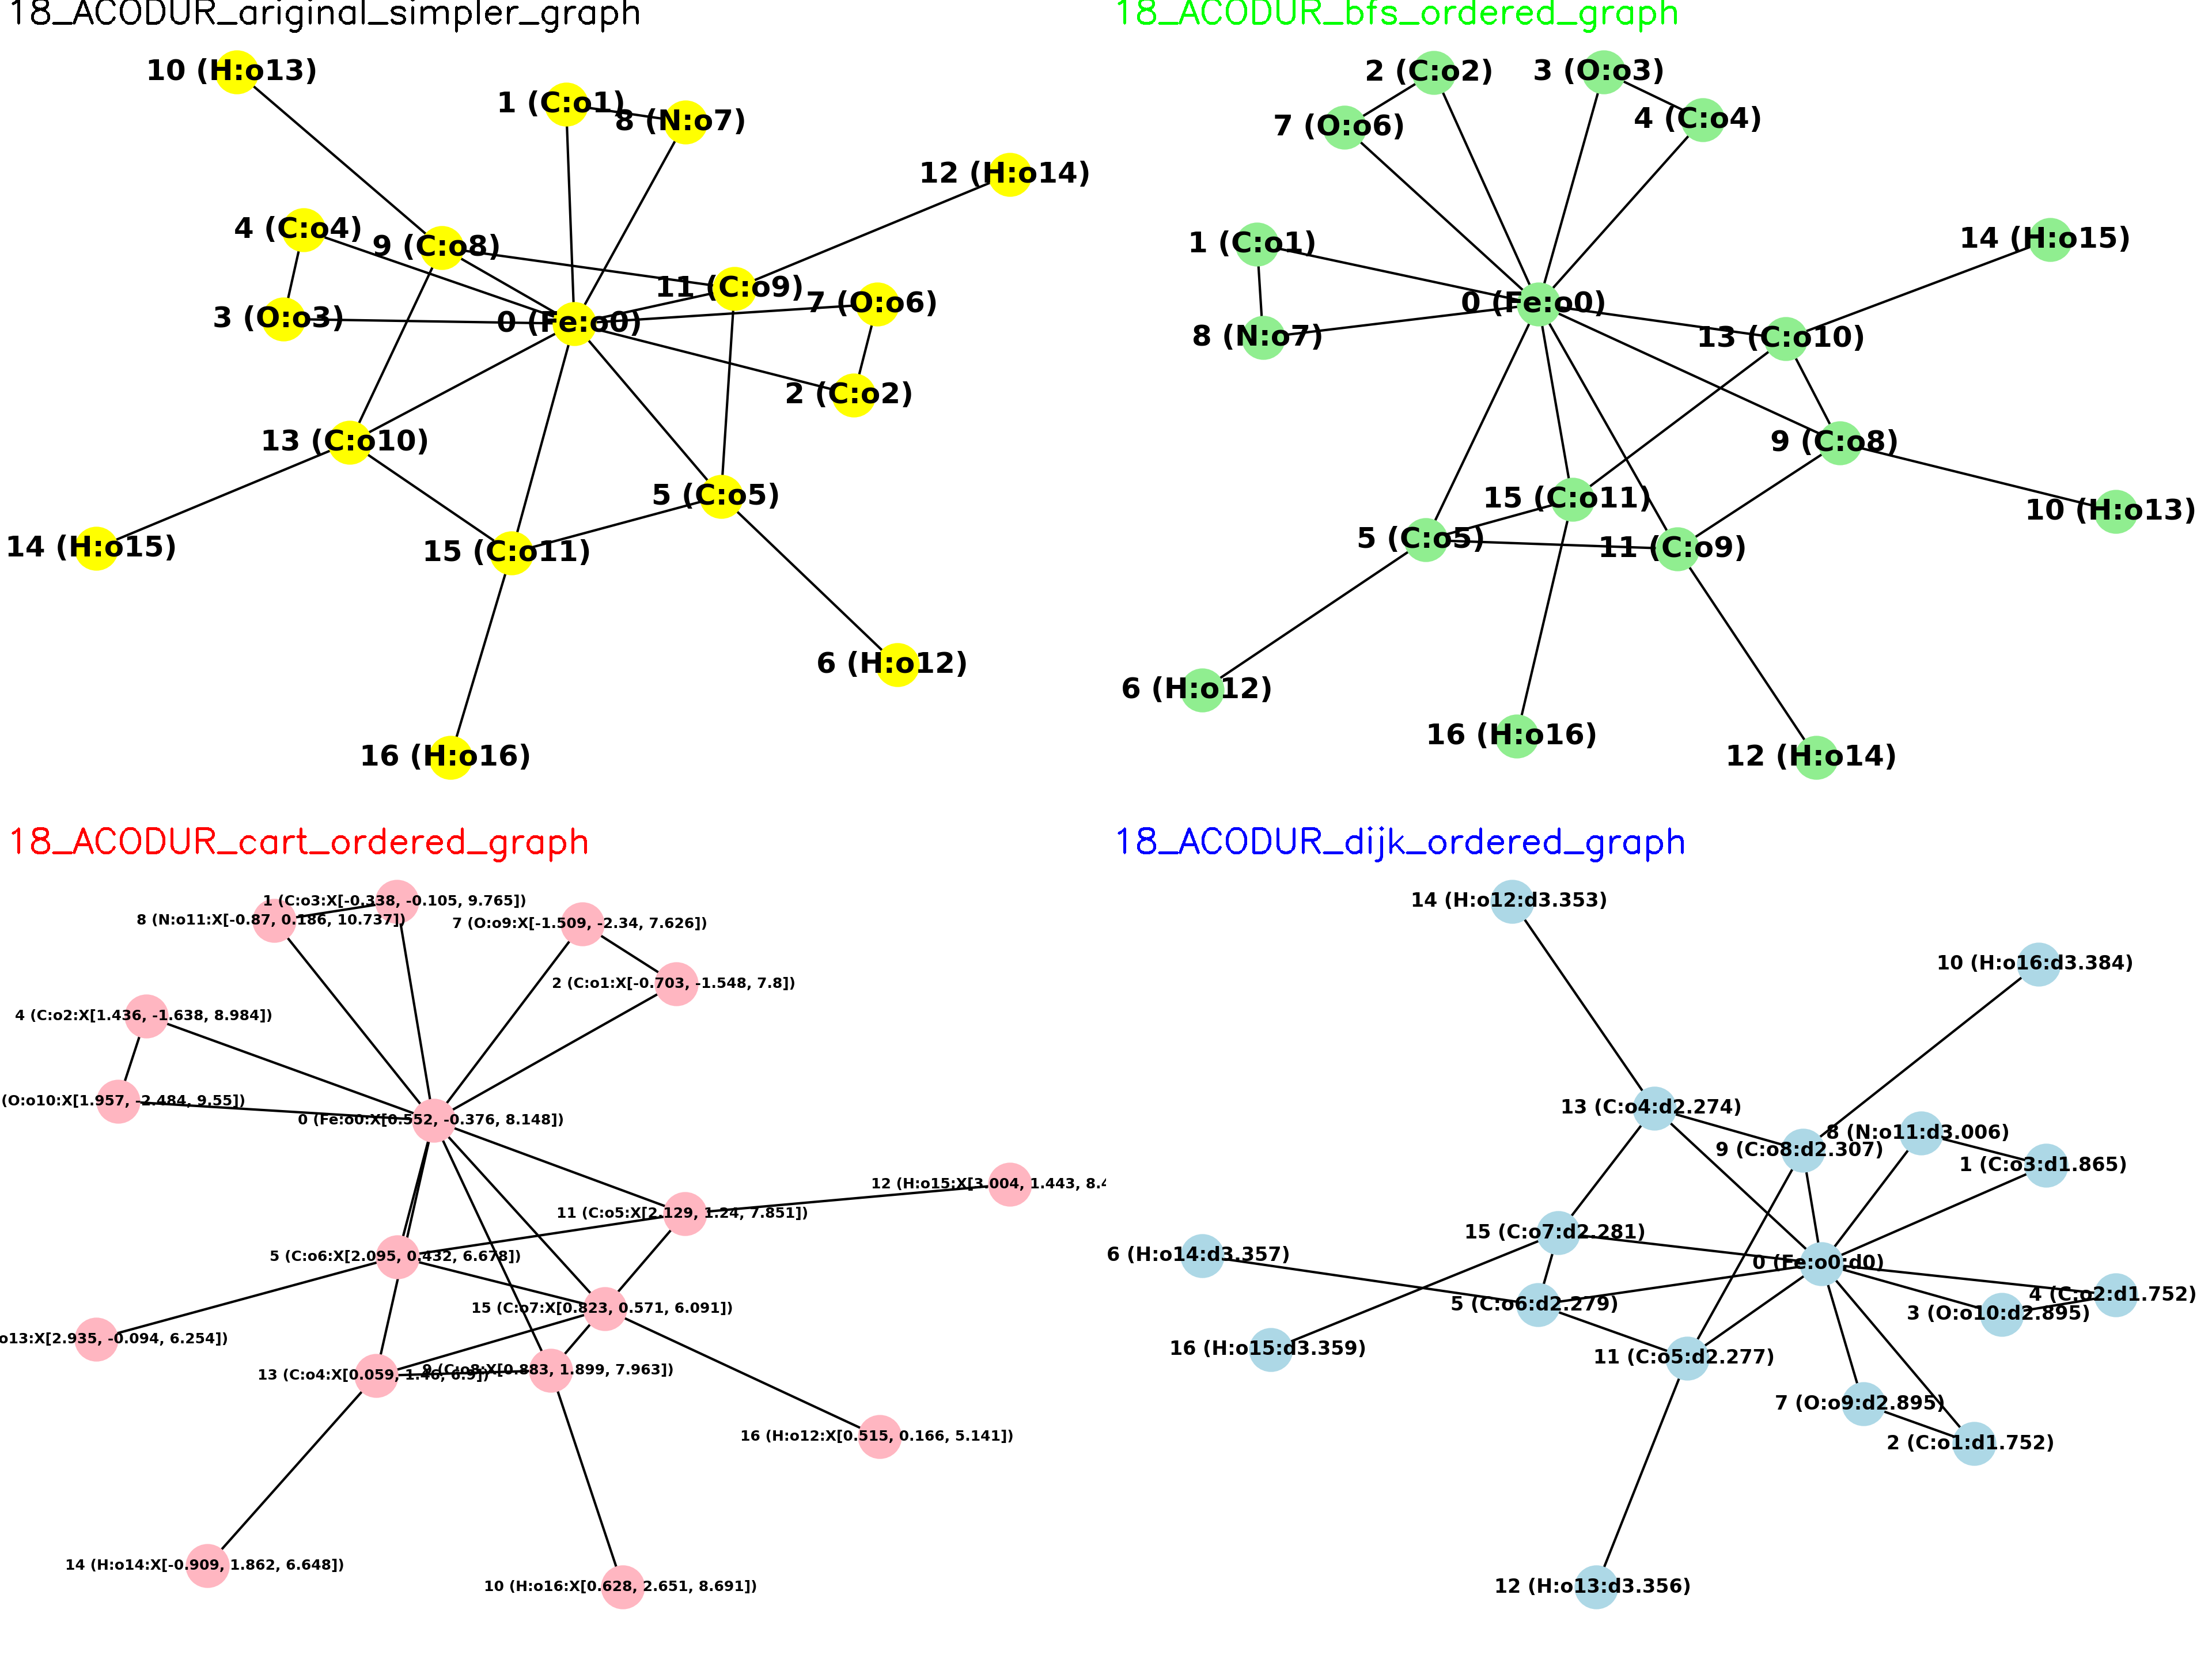 18_ACODUR_original_simpler_graph
10 (H:o13)
1 (C:o1)
8 (N:o7)
12 (H:o14)
4 (C:o4)
9 (C:o8)
11 (C:o9)
7 (O:o6)
3 (O:o3)
0 (Fe:o0)
2 (C:o2)
13 (C:o10)
5 (C:o5)
14 (H:o15)
15 (C:o11)
6 (H:o12)
16 (H:o16)
18_ACODUR_bfs_ordered_graph
2 (C:o2)
3 (O:o3)
7 (O:o6)
4 (C:o4)
1 (C:o1)
14 (H:o15)
0 (Fe:o0)
8 (N:o7)
13 (C:o10)
9 (C:o8)
15 (C:o11)
10 (H:o13)
5 (C:o5)
11 (C:o9)
6 (H:o12)
16 (H:o16)
12 (H:o14)
18_ACODUR_cart_ordered_graph
1 (C:o3:X[-0.338, -0.105, 9.765])
8 (N:o11:X[-0.87, 0.186, 10.737])
7 (O:o9:X[-1.509, -2.34, 7.626])
2 (C:o1:X[-0.703, -1.548, 7.8])
4 (C:o2:X[1.436, -1.638, 8.984])
(O:o10:X[1.957, -2.484, 9.55])
0 (Fe:o0:X[0.552, -0.376, 8.148])
12 (H:o15:X[3.004, 1.443, 8.4
11 (C:o5:X[2.129, 1.24, 7.851])
5 (C:o6:X[2.095, 0.432, 6.678])
15 (C:o7:X[0.823, 0.571, 6.091])
o13:X[2.935, -0.094, 6.254])
13 (C:o4:X[0.059, 1.46, 6.9])
9 (C:o8:X[0.883, 1.899, 7.963])
16 (H:o12:X[0.515, 0.166, 5.141])
14 (H:o14:X[-0.909, 1.862, 6.648])
10 (H:o16:X[0.628, 2.651, 8.691])
18_ACODUR_dijk_ordered_graph
14 (H:o12:d3.353)
10 (H:o16:d3.384)
13 (C:o4:d2.274)
8 (N:o11:d3.006)
9 (C:o8:d2.307)
1 (C:o3:d1.865)
15 (C:o7:d2.281)
6 (H:o14:d3.357)
0 (Fe:o0:d0)
4 (C:o2:d1.752)
5 (C:o6:d2.279)
3 (O:o10:d2.895)
16 (H:o15:d3.359)
11 (C:o5:d2.277)
7 (O:o9:d2.895)
2 (C:o1:d1.752)
12 (H:o13:d3.356)